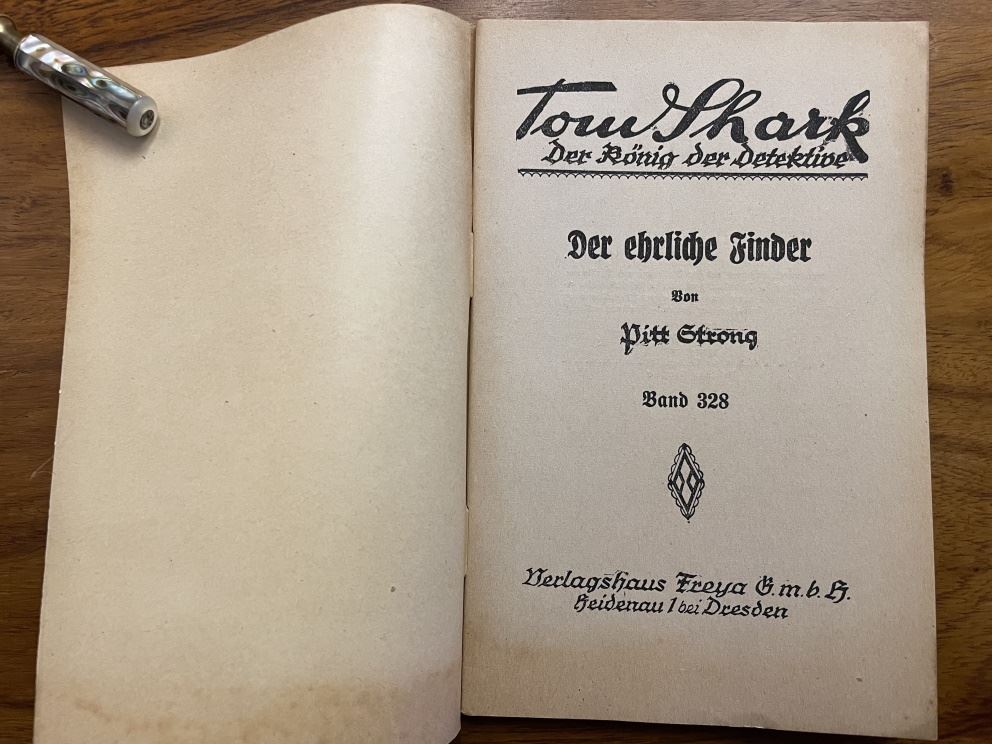 Tom Shark
Der König der Detektive
Der ehrliche Finder
Von
Pitt Strong
Band 328
Verlagshaus Freya G.m.b.H.
Heidenau 1 bei Dresden